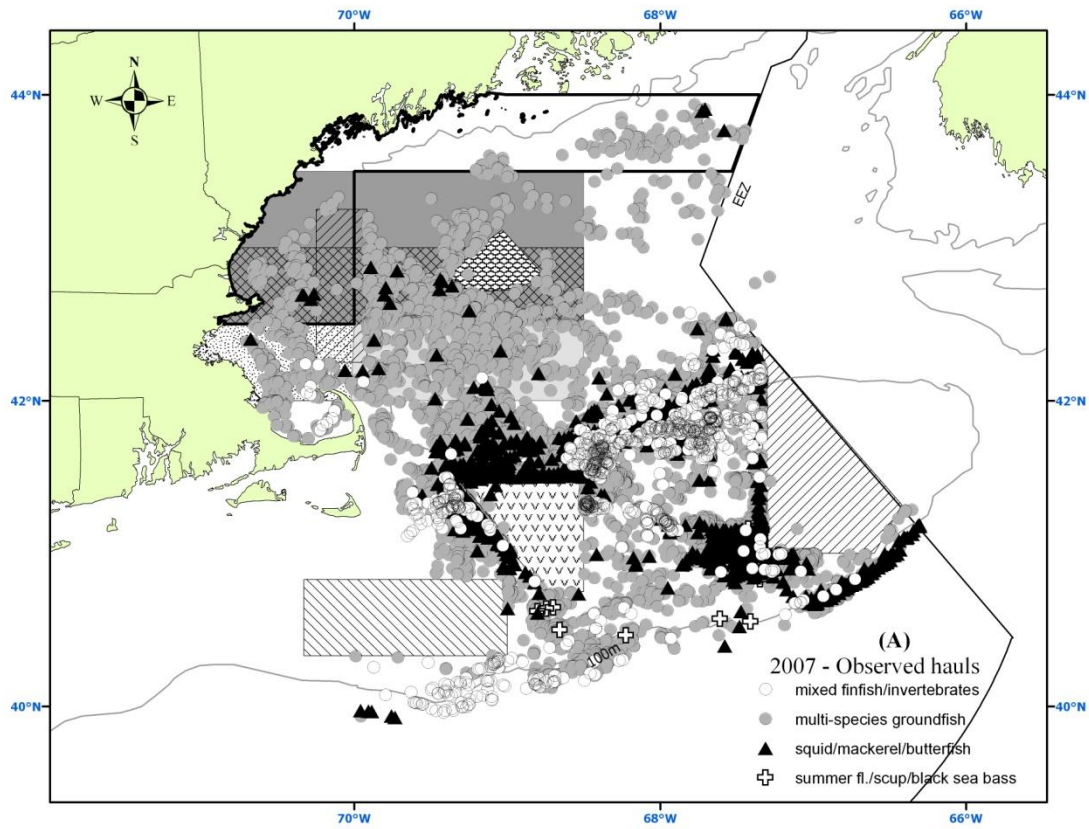 70°W 68°W 66°W
N
W E
S
44°N 44°N
EEZ
42°N 42°N
100m
(A)
2007 - Observed hauls
mixed finfish/invertebrates
multi-species groundfish
squid/mackerel/butterfish
summer fl./scup/black sea bass
40°N 40°N
70°W 68°W 66°W